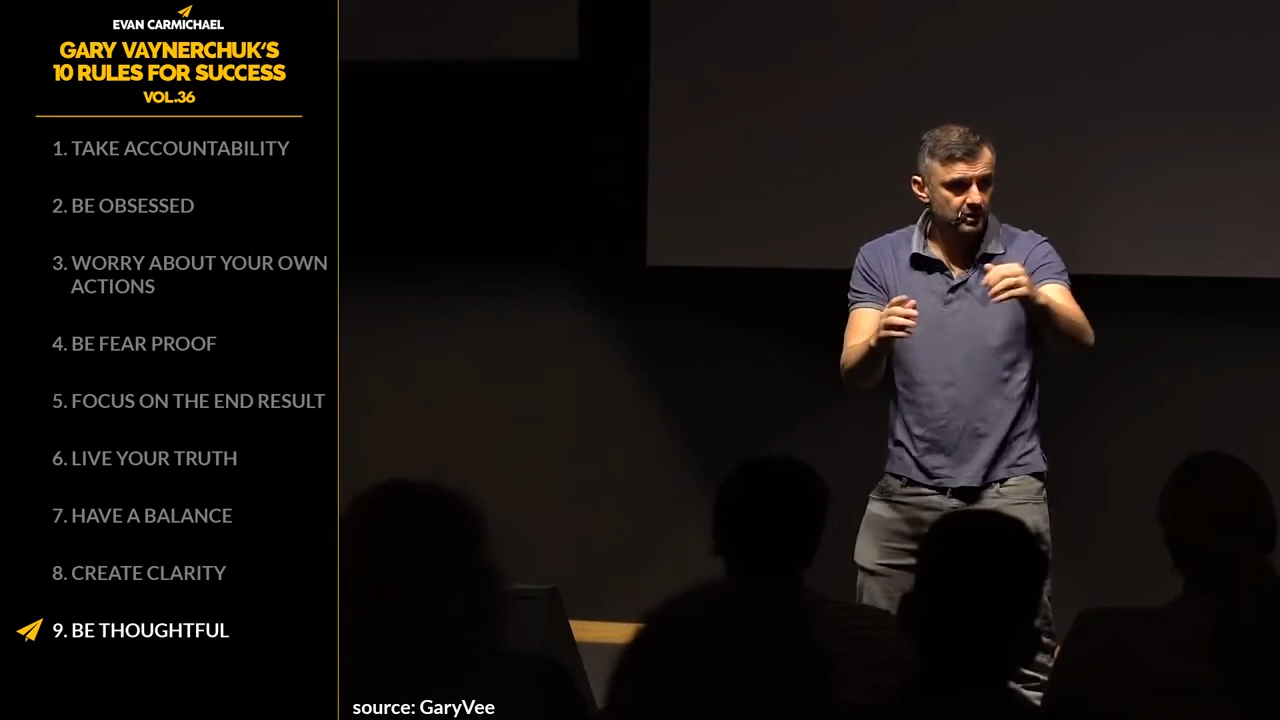 EVAN CARMICHAEL
GARY VAYNERCHUK'S
10 RULES FOR SUCCESS
VOL.36
1. TAKE ACCOUNTABILITY
2. BE OBSESSED
3. WORRY ABOUT YOUR OWN
ACTIONS
4. BE FEAR PROOF
5. FOCUS ON THE END RESULT
6. LIVE YOUR TRUTH
7. HAVE A BALANCE
8. CREATE CLARITY
9. BE THOUGHTFUL
source: GaryVee